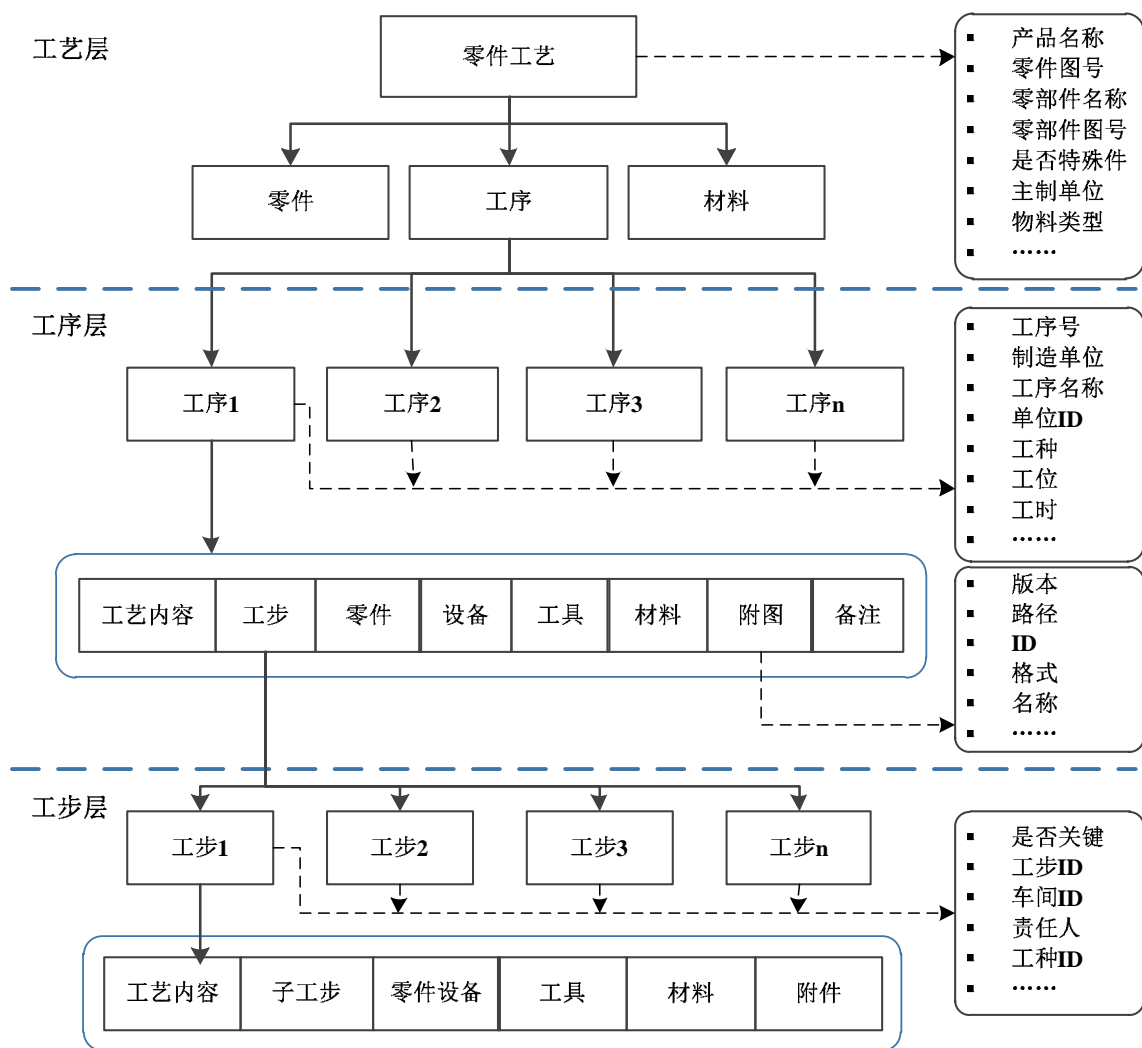 工艺层
零件工艺
零件
工序
材料
产品名称
零件图号
零部件名称
零部件图号
是否特殊件
主制单位
物料类型
……
工序层
工序1
工序2
工序3
工序n
工序号
制造单位
工序名称
单位ID
工种
工位
工时
……
工艺内容
工步
零件
设备
工具
材料
附图
备注
版本
路径
ID
格式
名称
……
工步层
工步1
工步2
工步3
工步n
是否关键
工步ID
车间ID
责任人
工种ID
……
工艺内容
子工步
零件设备
工具
材料
附件